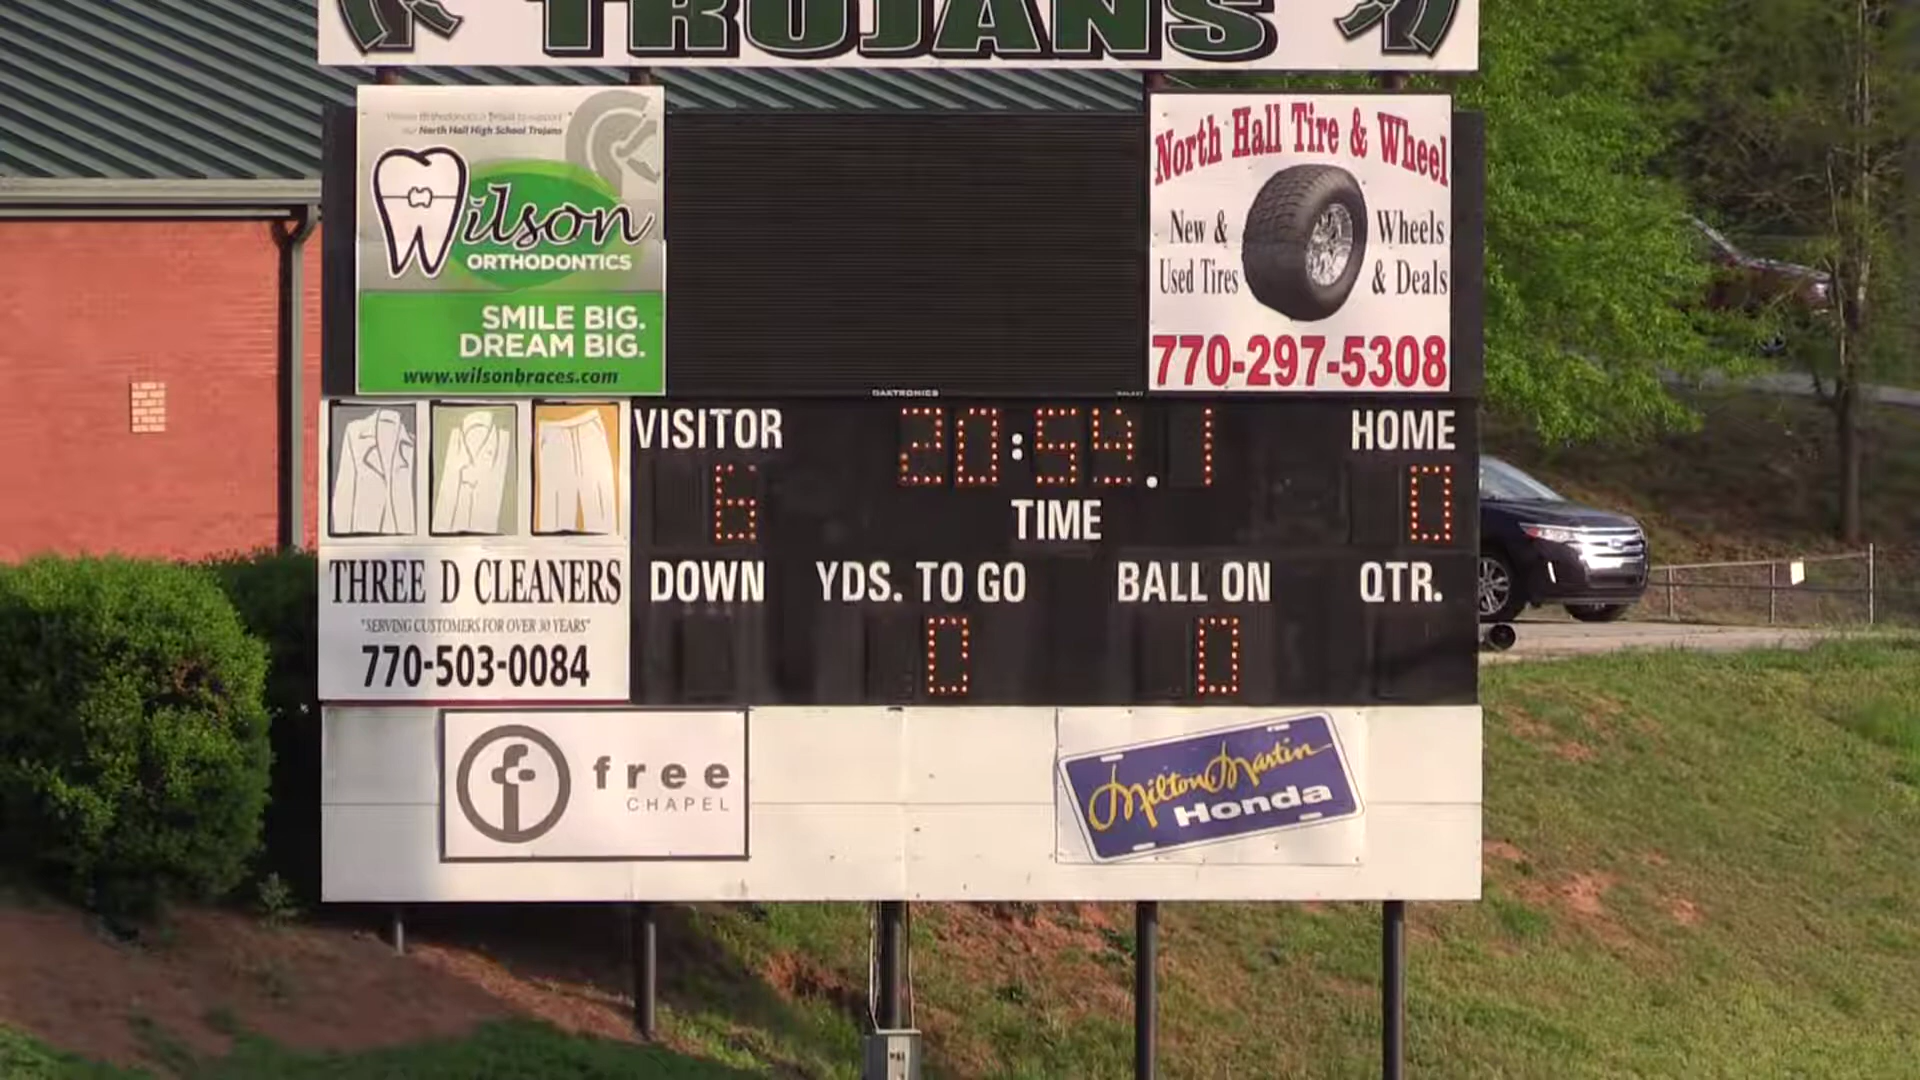 TROJANS
our North Hall High School Trojans
Wilson
ORTHODONTICS
SMILE BIG.
DREAM BIG.
www.wilsonbraces.com
North Hall Tire & Wheel
New &
Used Tires
Wheels
& Deals
770-297-5308
DAKTRONICS
VISITOR
20:54.1
HOME
6
TIME
0
DOWN
YDS. TO GO
BALL ON
QTR.
0
0
THREE D CLEANERS
"SERVING CUSTOMERS FOR OVER 30 YEARS"
770-503-0084
free
CHAPEL
Milton Martin
Honda